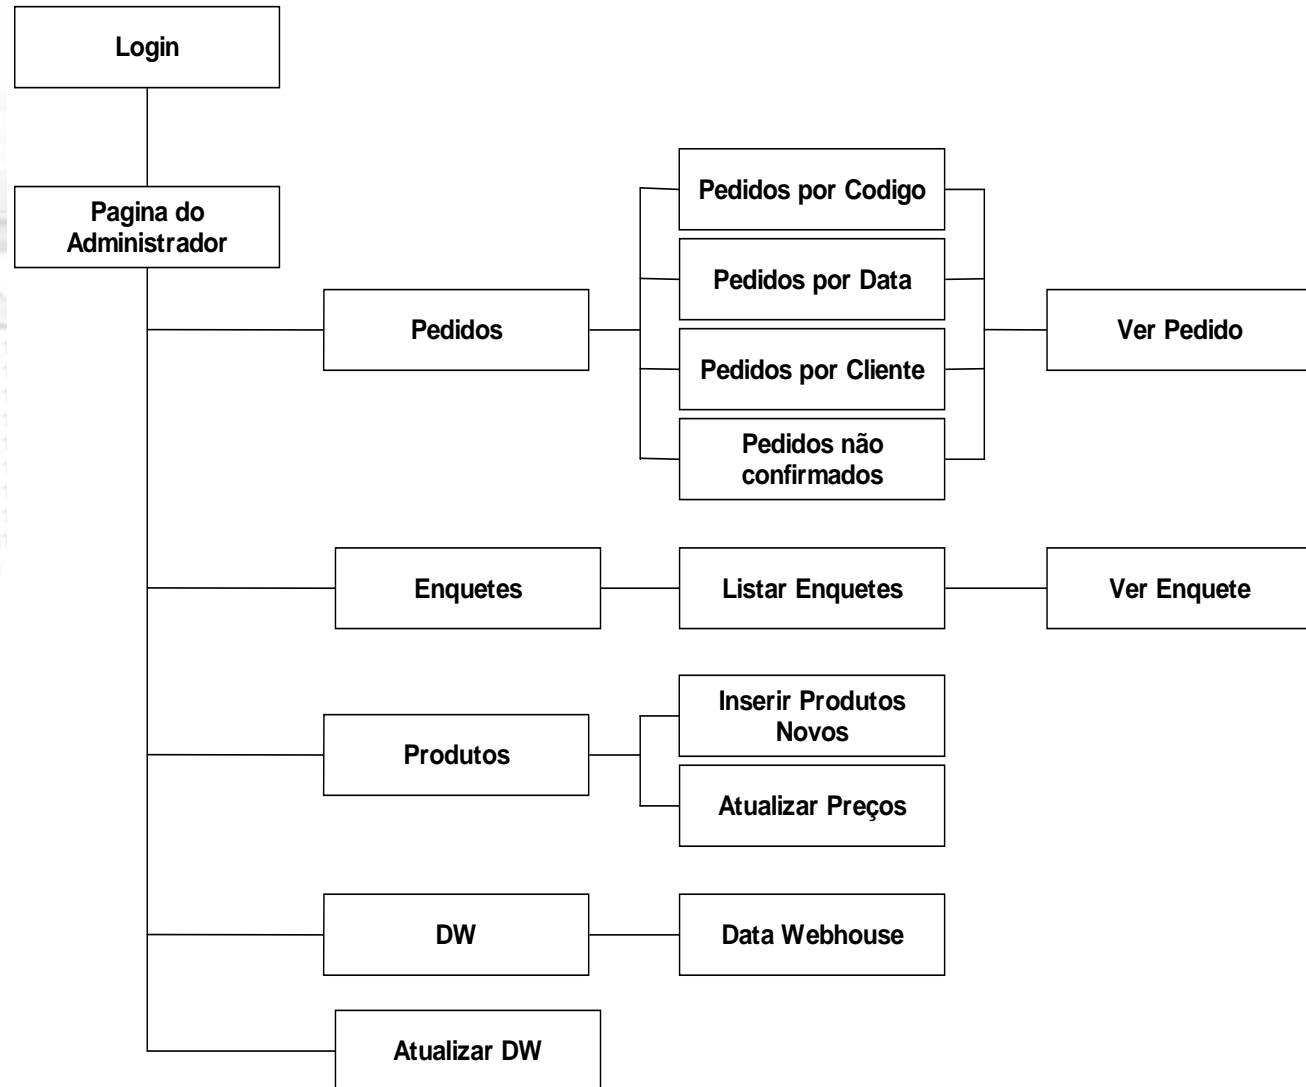 Login
Pagina do
Administrador
Pedidos
Pedidos por Codigo
Pedidos por Data
Pedidos por Cliente
Pedidos não
confirmados
Ver Pedido
Enquetes
Listar Enquetes
Ver Enquete
Produtos
Inserir Produtos
Novos
Atualizar Preços
DW
Data Webhouse
Atualizar DW